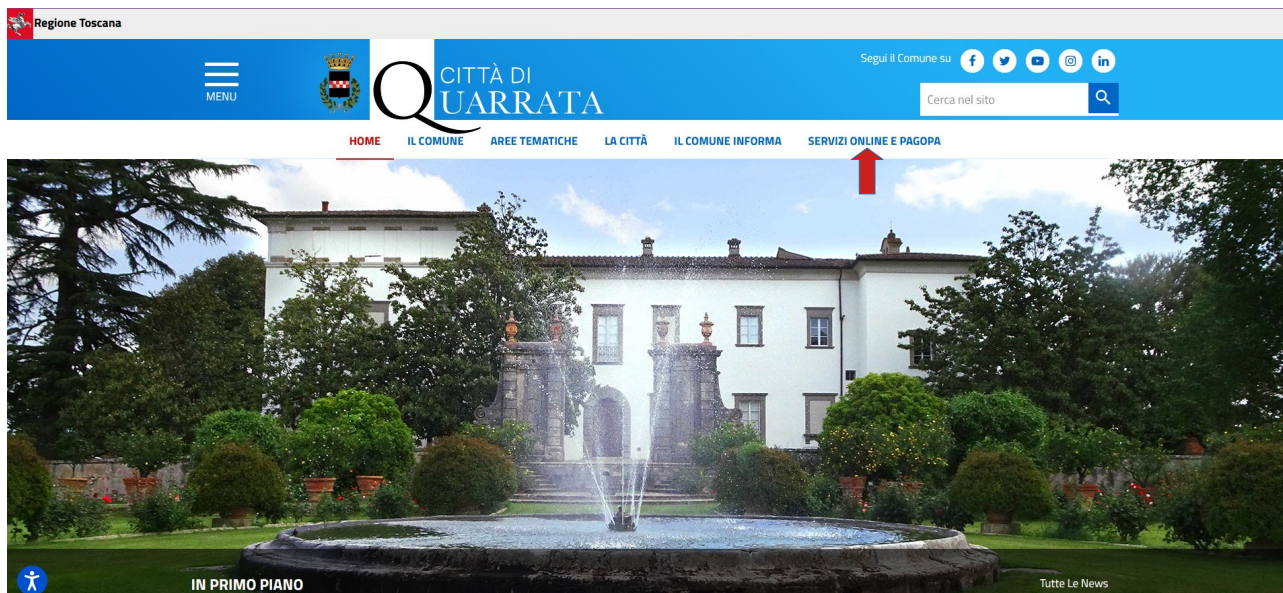 Regione Toscana
MENU
CITTÀ DI
QUARRATA
Segui il Comune su
Cerca nel sito
HOME IL COMUNE AREE TEMATICHE LA CITTÀ IL COMUNE INFORMA SERVIZI ONLINE E PAGOPA
IN PRIMO PIANO
Tutte Le News